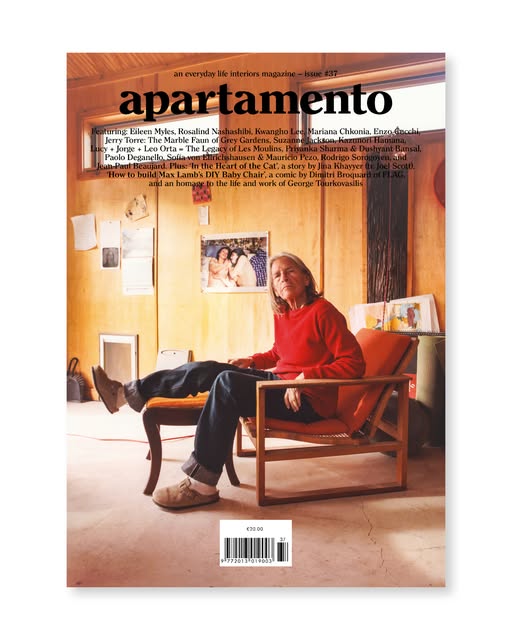 an everyday life interiors magazine – issue #37
apartamento
Featuring: Eileen Myles, Rosalind Nashashibi, Kwangho Lee, Mariana Chkonia, Enzo Cucchi,
Jerry Torre: The Marble Faun of Grey Gardens, Suzanne Jackson, Kazunori Hamana,
Lucy + Jorge + Leo Orta = The Legacy of Les Moulins, Priyanka Sharma & Dushyant Bansal,
Paolo Deganello, Sofia von Ellrichshausen & Mauricio Pezo, Rodrigo Sorogoyen, and
Jean Paul Beaujard. Plus: ‘In the Heart of the Cat’, a story by Jina Khayyer (tr. Joel Scott),
‘How to build Max Lamb’s DIY Baby Chair’, a comic by Dimitri Broquard of FLAG,
and an homage to the life and work of George Tourkovasilis
€20.00
37
9 772013 019003